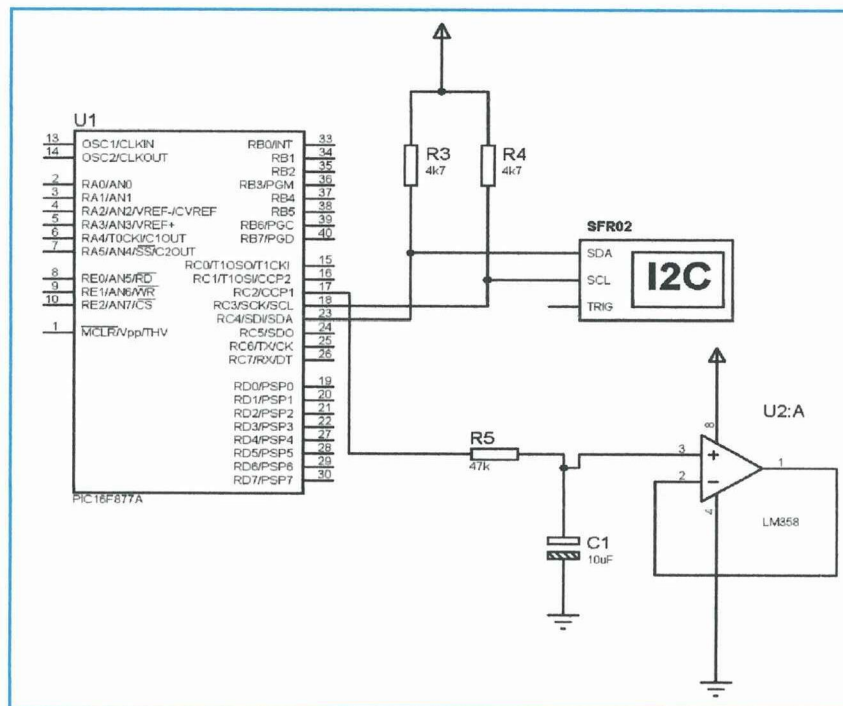 U1
13 OSC1/CLKIN
14 OSC2/CLKOUT
2 RA0/AN0
3 RA1/AN1
4 RA2/AN2/VREF-/CVREF
5 RA3/AN3/VREF+
6 RA4/T0CKI/C1OUT
7 RA5/AN4/SS/C2OUT
8 RE0/AN5/RD
9 RE1/AN6/WR
10 RE2/AN7/CS
1 MCLR/Vpp/THV
RB0/INT 33
RB1 34
RB2 35
RB3/PGM 36
RB4 37
RB5 38
RB6/PGC 39
RB7/PGD 40
RC0/T1OSO/T1CKI 15
RC1/T1OSI/CCP2 16
RC2/CCP1 17
RC3/SCK/SCL 18
RC4/SDI/SDA 23
RC5/SDO 24
RC6/TX/CK 25
RC7/RX/DT 26
RD0/PSP0 19
RD1/PSP1 20
RD2/PSP2 21
RD3/PSP3 22
RD4/PSP4 27
RD5/PSP5 28
RD6/PSP6 29
RD7/PSP7 30
PIC16F877A
R3
4k7
R4
4k7
SFR02
SDA
SCL
TRIG
I2C
R5
47k
C1
10uF
U2:A
8
3
2
1
4
LM358